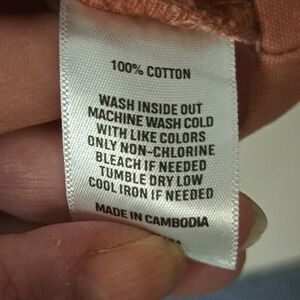 100% COTTON
WASH INSIDE OUT
MACHINE WASH COLD
WITH LIKE COLORS
ONLY NON-CHLORINE
BLEACH IF NEEDED
TUMBLE DRY LOW
COOL IRON IF NEEDED
MADE IN CAMBODIA